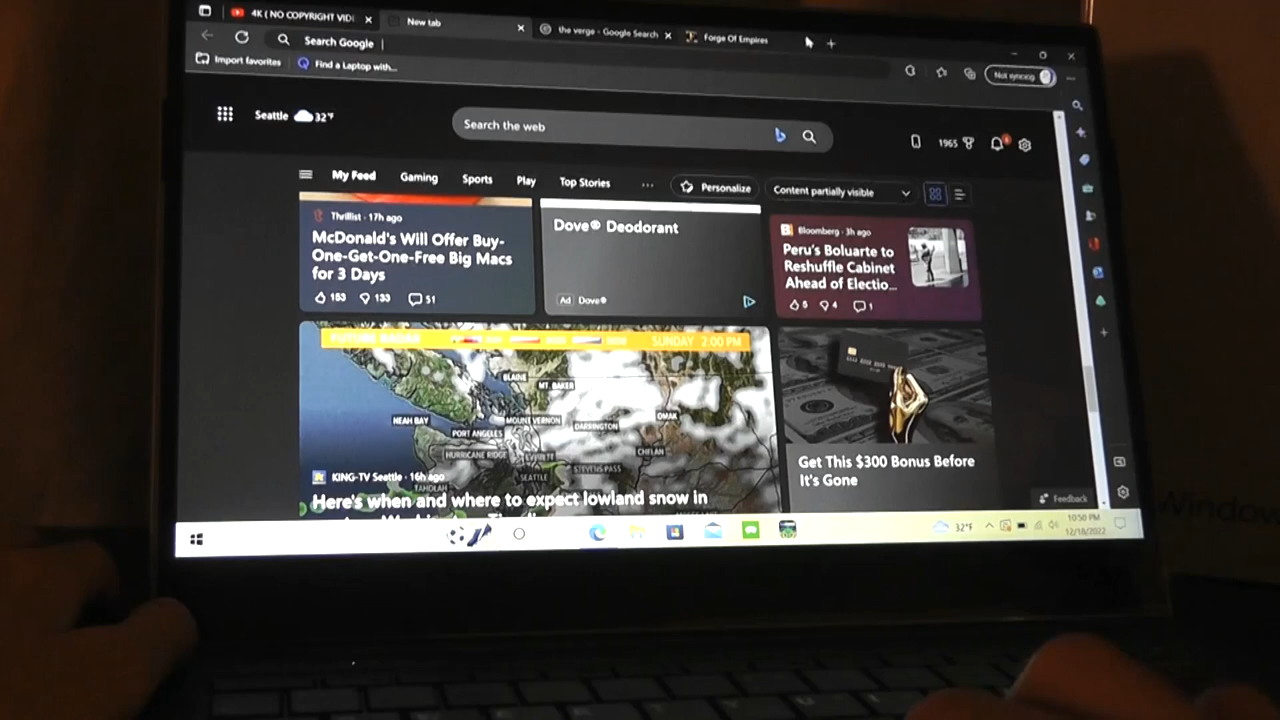 4K ( NO COPYRIGHT VID
New tab
the verge - Google Search
Forge Of Empires
Search Google
Import favorites
Find a Laptop with...
Not syncing
Seattle 32°F
Search the web
1965
My Feed
Gaming
Sports
Play
Top Stories
...
Personalize
Content partially visible
Thrillist · 17h ago
McDonald's Will Offer Buy-
One-Get-One-Free Big Macs
for 3 Days
153 133 51
Dove® Deodorant
Ad Dove®
Bloomberg · 3h ago
Peru's Boluarte to
Reshuffle Cabinet
Ahead of Electio...
5 4 1
FUTURE RADAR
SUNDAY 2:00 PM
BLAINE
MT. BAKER
NEAH BAY
MOUNT VERNON
OMAK
PORT ANGELES
DARRINGTON
HURRICANE RIDGE
EVERETT
CHELAN
STEVENS PASS
SEATTLE
TAHOLAH
KING-TV Seattle · 16h ago
Here's when and where to expect lowland snow in
Get This $300 Bonus Before
It's Gone
Feedback
32°F
10:50 PM
12/18/2022
Window